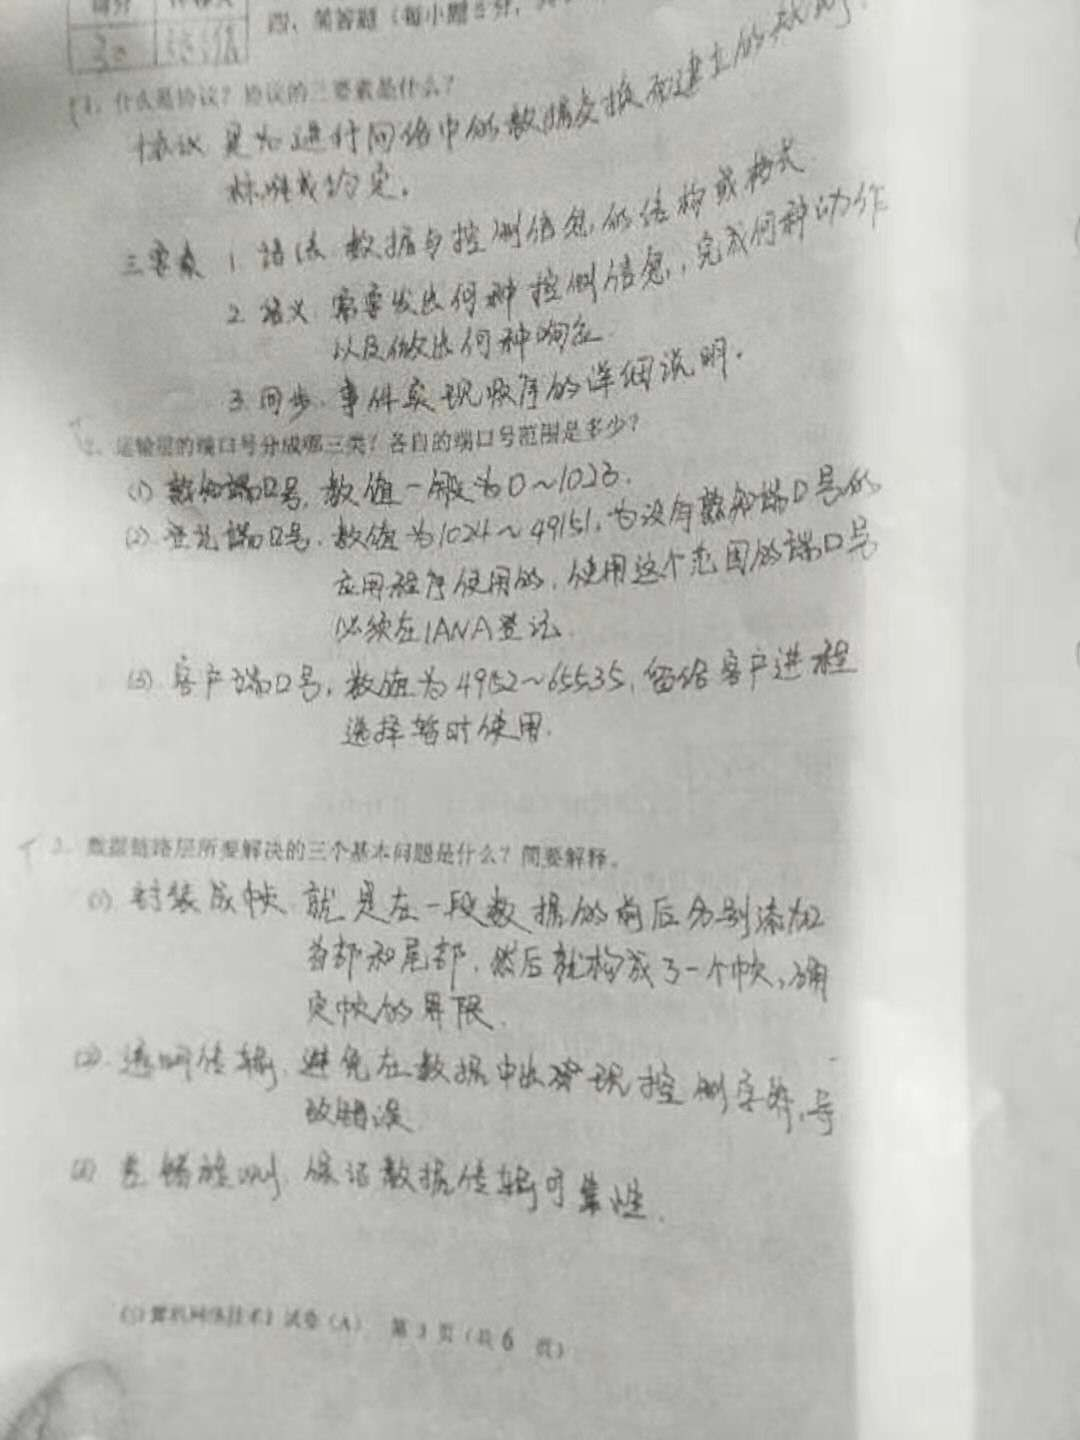 得分
30
四、简答题（每小题5分，
1、什么是协议？协议的三要素是什么？
协议 是为进行网络中的数据交换而建立的规则、
标准或约定。
三要素 1. 语法 数据与控制信息的结构或格式
2. 语义 需要发出何种控制信息，完成何种动作
以及做出何种响应
3. 同步 事件实现顺序的详细说明.
2、运输层的端口号分成哪三类？各自的端口号范围是多少？
(1) 熟知端口号，数值一般为0~1023.
(2). 登记端口号，数值为1024~49151，为没有熟知端口号的
应用程序使用的，使用这个范围的端口号
必须在IANA登记.
(3). 客户端口号，数值为49152~65535，留给客户进程
选择暂时使用.
3、数据链路层所要解决的三个基本问题是什么？简要解释。
(1) 封装成帧 就是在一段数据的前后分别添加
首部和尾部，然后就构成了一个帧，确
定帧的界限.
(2). 透明传输. 避免在数据中出现控制字符，导
致错误
(3) 差错检测. 保证数据传输可靠性.
《计算机网络技术》试卷（A） 第 3 页（共 6 页）